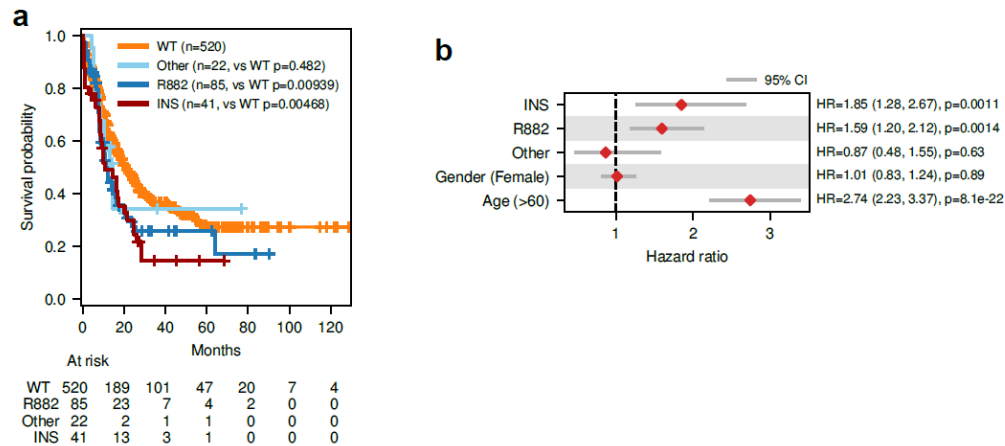 a
1.0
0.8
0.6
0.4
0.2
0.0
Survival probability
WT (n=520)
Other (n=22, vs WT p=0.482)
R882 (n=85, vs WT p=0.00939)
INS (n=41, vs WT p=0.00468)
0 20 40 60 80 100 120
Months
At risk
WT 520 189 101 47 20 7 4
R882 85 23 7 4 2 0 0
Other 22 2 1 1 0 0 0
INS 41 13 3 1 0 0 0
b
95% CI
INS HR=1.85 (1.28, 2.67), p=0.0011
R882 HR=1.59 (1.20, 2.12), p=0.0014
Other HR=0.87 (0.48, 1.55), p=0.63
Gender (Female) HR=1.01 (0.83, 1.24), p=0.89
Age (>60) HR=2.74 (2.23, 3.37), p=8.1e-22
1 2 3
Hazard ratio